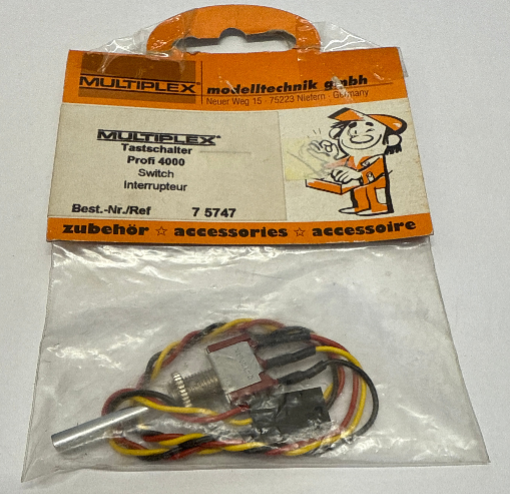 MULTIPLEX modelltechnik gmbh
Neuer Weg 15 · 75223 Niefern · Germany
MULTIPLEX®
Tastschalter
Profi 4000
Switch
Interrupteur
Best.-Nr./Ref 7 5747
zubehör ☆ accessories ☆ accessoire